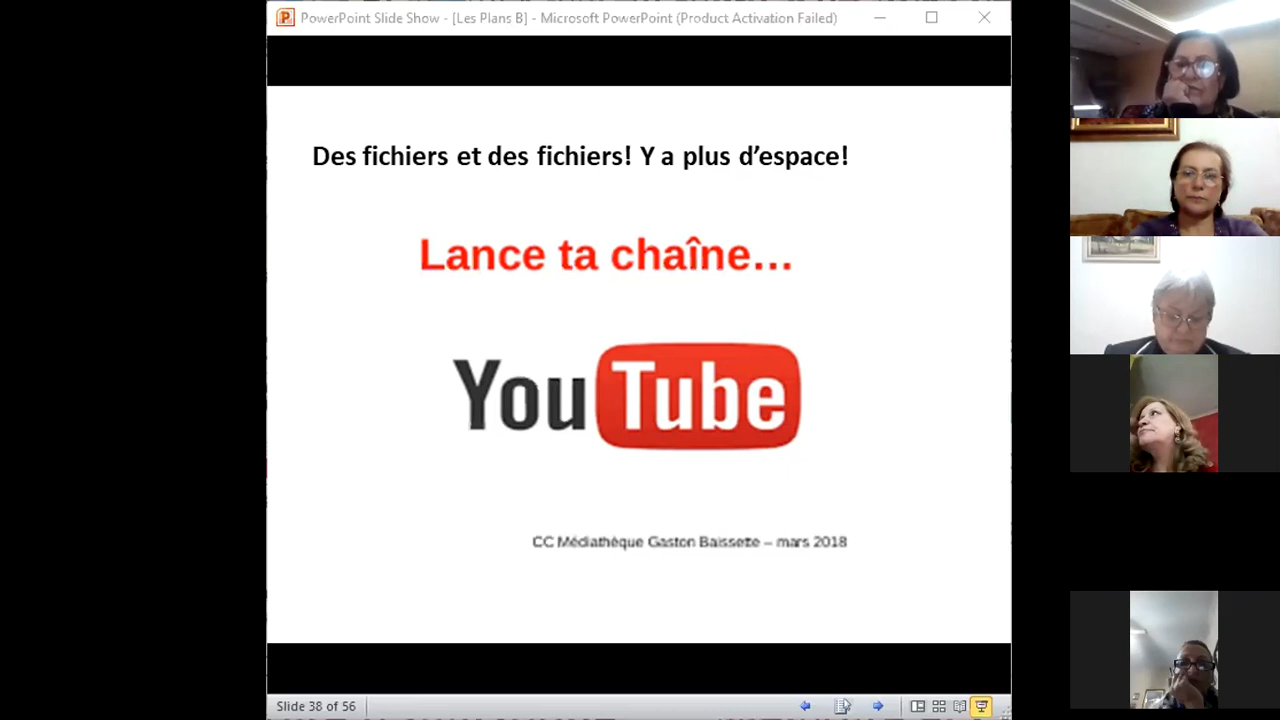 PowerPoint Slide Show - [Les Plans B] - Microsoft PowerPoint (Product Activation Failed)
Des fichiers et des fichiers! Y a plus d’espace!
Lance ta chaîne...
YouTube
CC Médiathèque Gaston Baissette – mars 2018
Slide 38 of 56